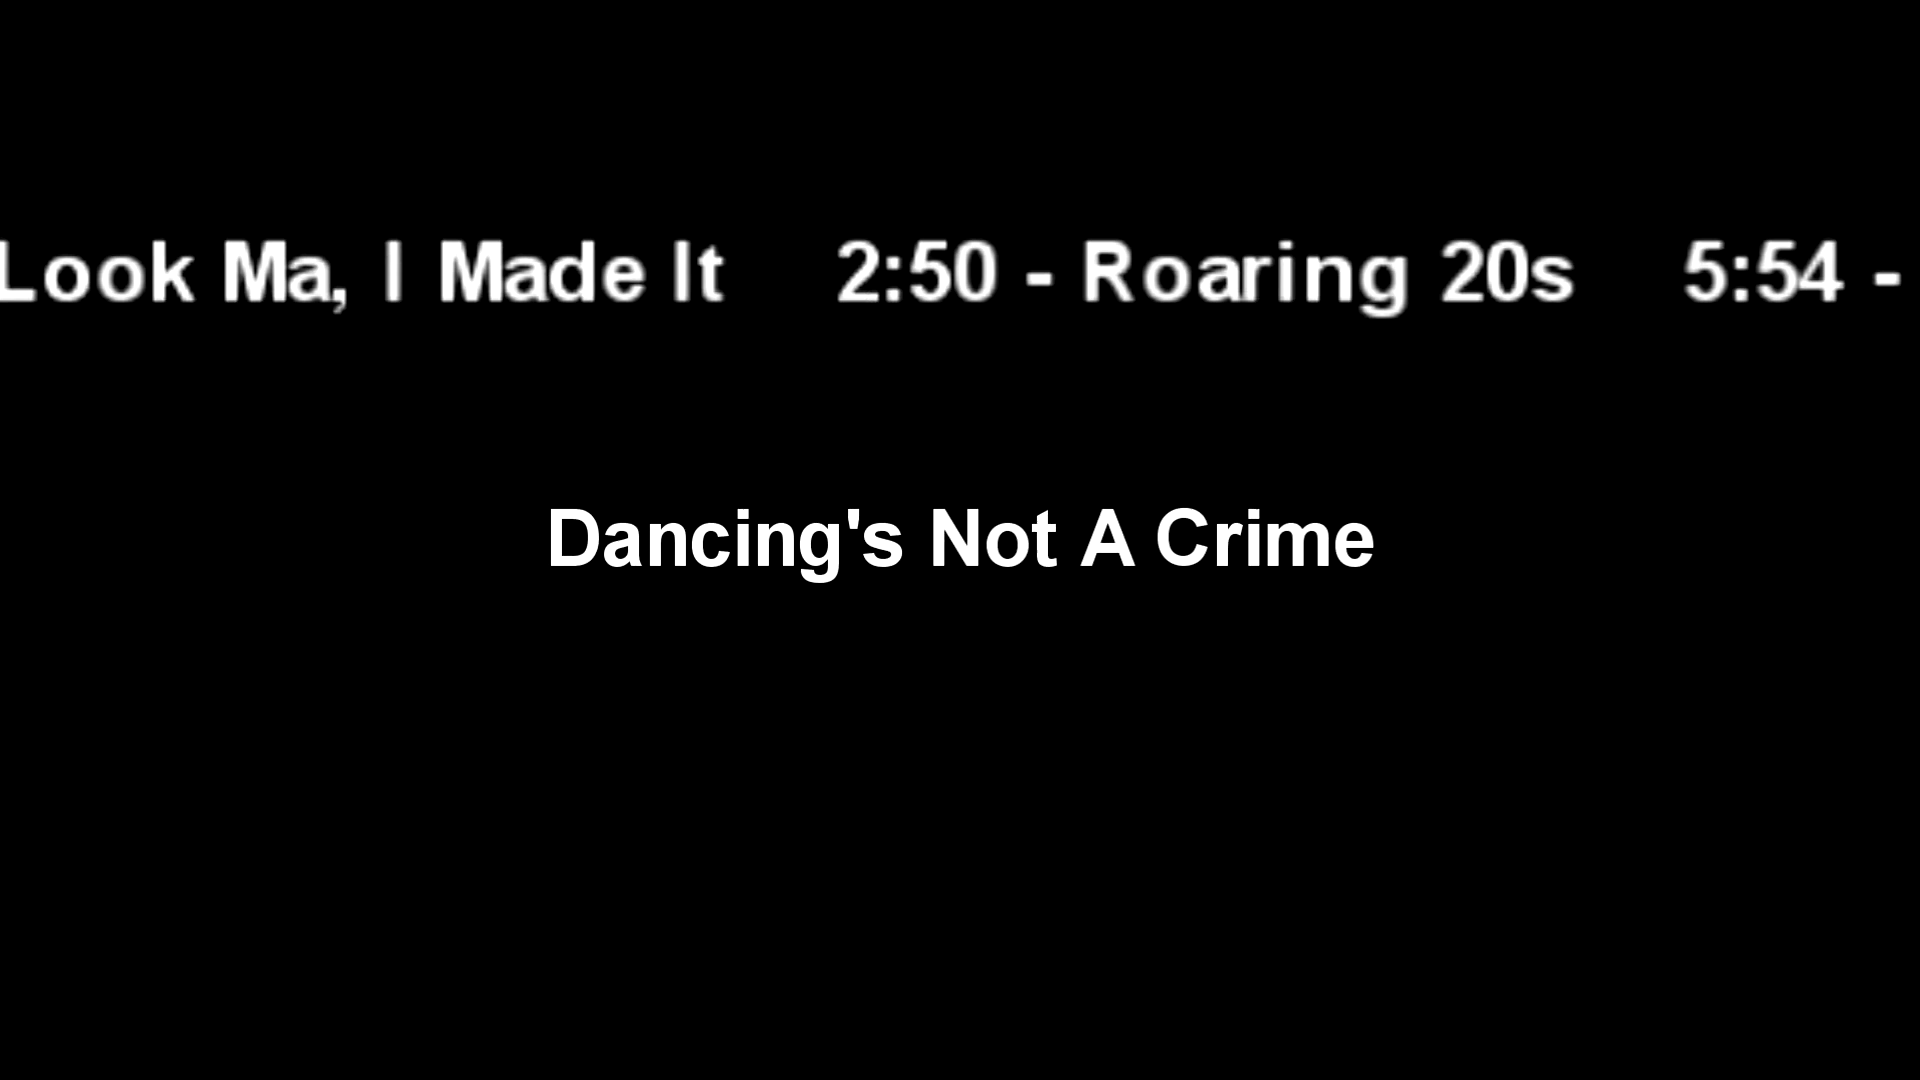 Look Ma, I Made It 2:50 - Roaring 20s 5:54 -
Dancing's Not A Crime